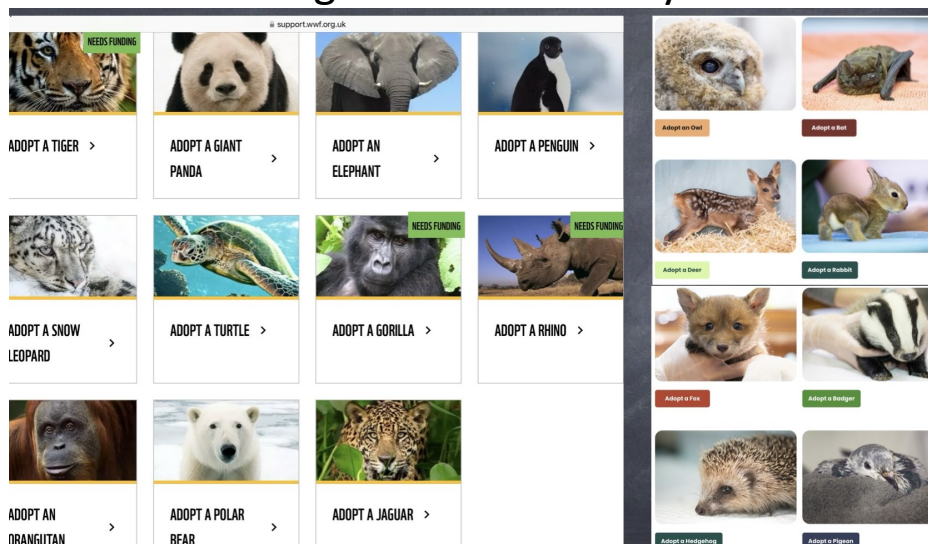 support.wwf.org.uk
NEEDS FUNDING
ADOPT A TIGER >
ADOPT A GIANT
PANDA >
ADOPT AN
ELEPHANT >
ADOPT A PENGUIN >
NEEDS FUNDING
NEEDS FUNDING
ADOPT A SNOW
LEOPARD >
ADOPT A TURTLE >
ADOPT A GORILLA >
ADOPT A RHINO >
ADOPT AN
ORANGUTAN >
ADOPT A POLAR
BEAR >
ADOPT A JAGUAR >
Adopt an Owl
Adopt a Bat
Adopt a Deer
Adopt a Rabbit
Adopt a Fox
Adopt a Badger
Adopt a Hedgehog
Adopt a Pigeon